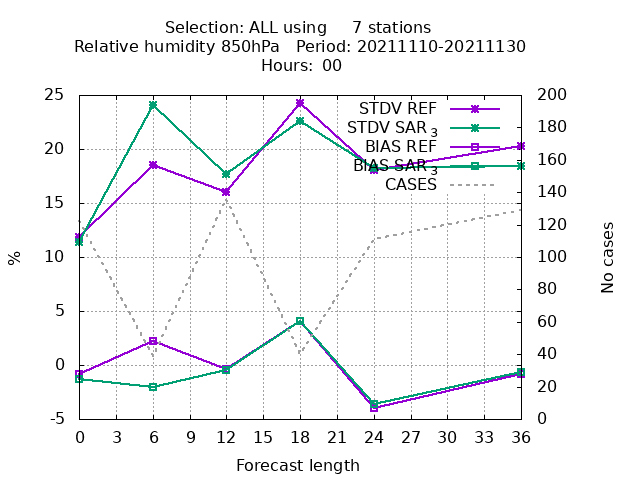 Selection: ALL using 7 stations
Relative humidity 850hPa Period: 20211110-20211130
Hours: 00
25 200
STDV REF
180
STDV SAR 3
20
BIAS REF
160
BIAS SAR 3
CASES
140
15
120
% 10 100 No cases
80
5
60
40
0
20
-5 0
0 3 6 9 12 15 18 21 24 27 30 33 36
Forecast length